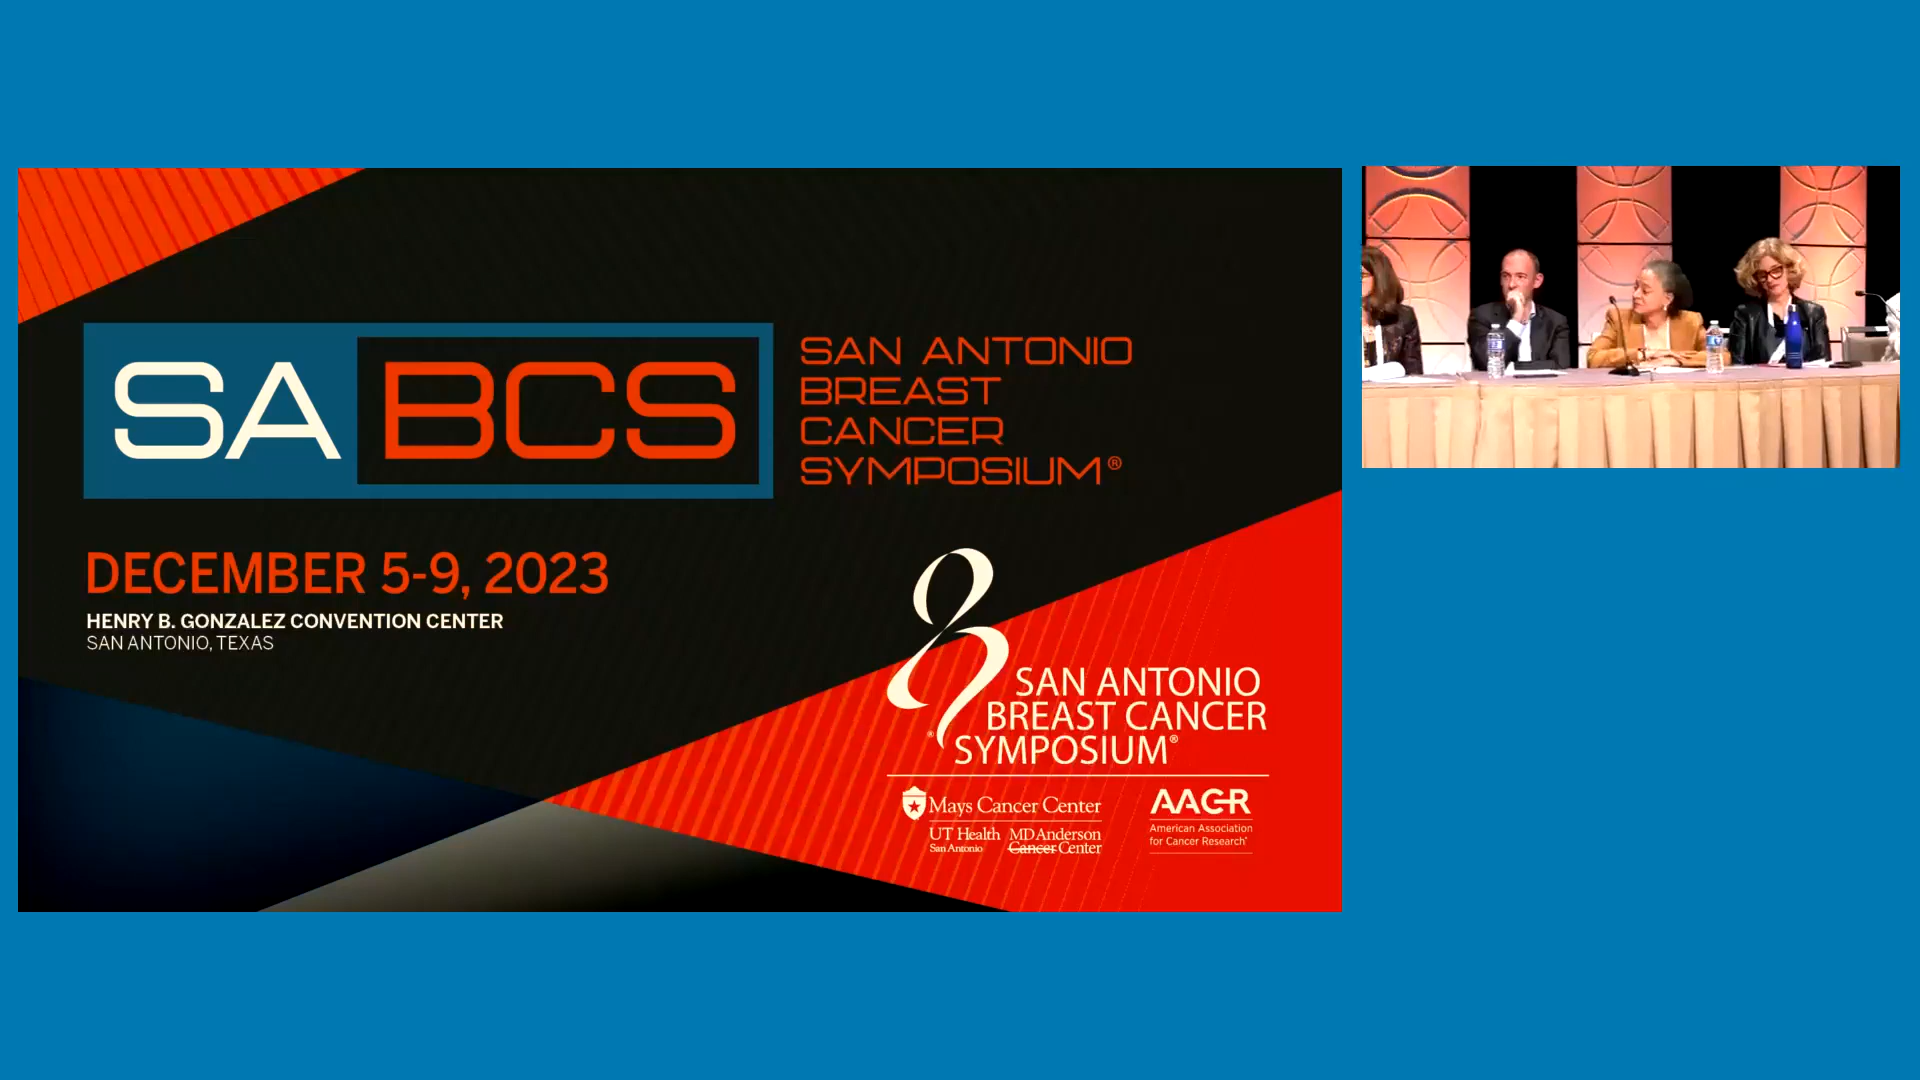 SA BCS
SAN ANTONIO
BREAST
CANCER
SYMPOSIUM®
DECEMBER 5-9, 2023
HENRY B. GONZALEZ CONVENTION CENTER
SAN ANTONIO, TEXAS
SAN ANTONIO
BREAST CANCER
® SYMPOSIUM®
Mays Cancer Center
UT Health
San Antonio
MD Anderson
Cancer Center
AACR
American Association
for Cancer Research®